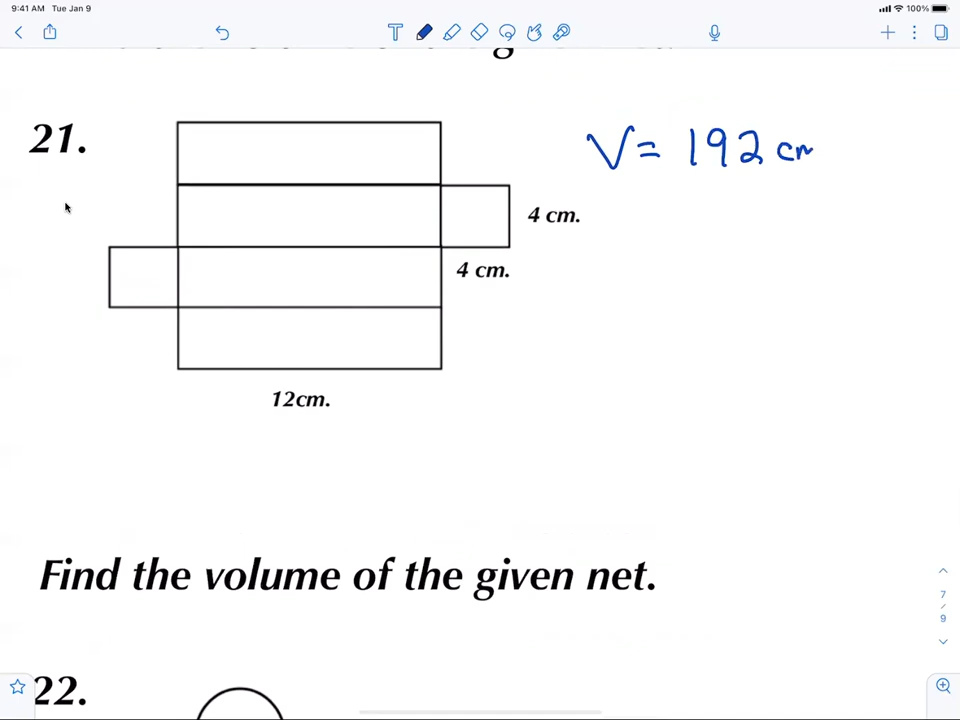 9:41 AM Tue Jan 9
100%
21.
V= 192 cm
4 cm.
4 cm.
12cm.
Find the volume of the given net.
7
/
9
22.